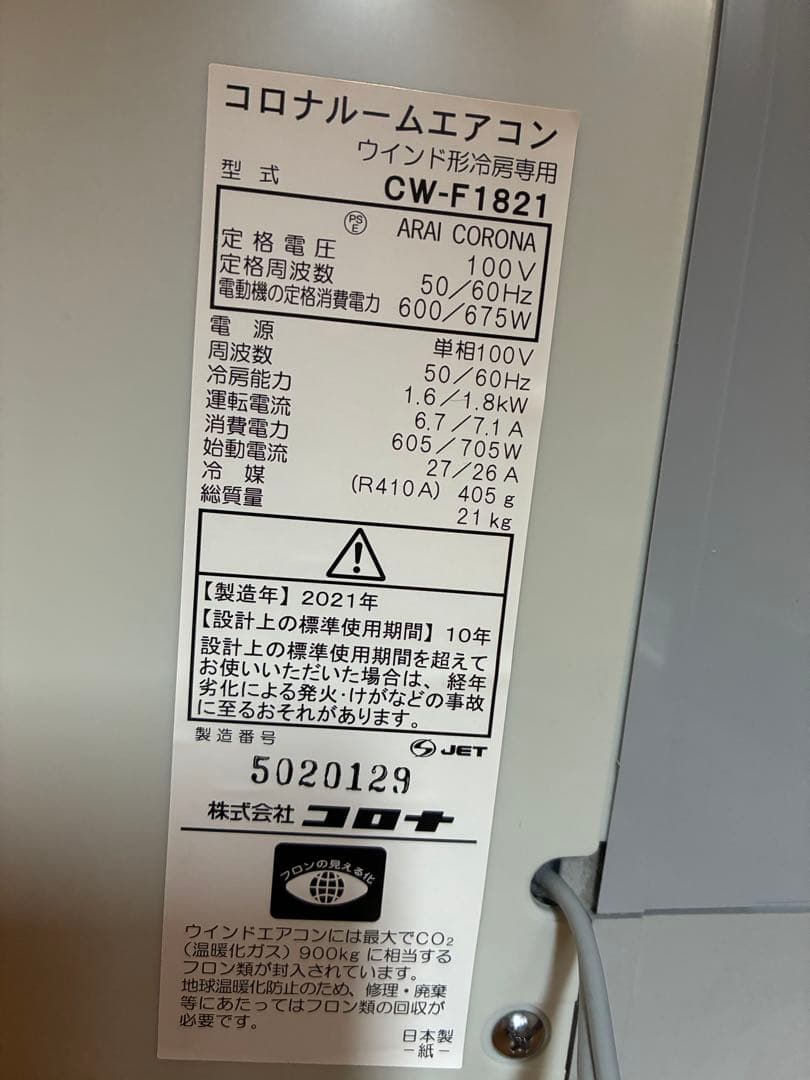 コロナルームエアコン
ウインド形冷房専用
型式 CW-F1821
PSE ARAI CORONA
定格電圧 100V
定格周波数 50/60Hz
電動機の定格消費電力 600/675W
電源 単相100V
周波数 50/60Hz
冷房能力 1.6/1.8kW
運転電流 6.7/7.1A
消費電力 605/705W
始動電流 27/26A
冷媒 (R410A) 405g
総質量 21kg
【製造年】2021年
【設計上の標準使用期間】10年
設計上の標準使用期間を超えて
お使いいただいた場合は、経年
劣化による発火・けがなどの事故
に至るおそれがあります。
製造番号 JET
5020129
株式会社 コロナ
フロンの見える化
ウインドエアコンには最大でCO₂
(温暖化ガス)900kgに相当する
フロン類が封入されています。
地球温暖化防止のため、修理・廃棄
等にあたってはフロン類の回収が
必要です。
日本製
-紙-